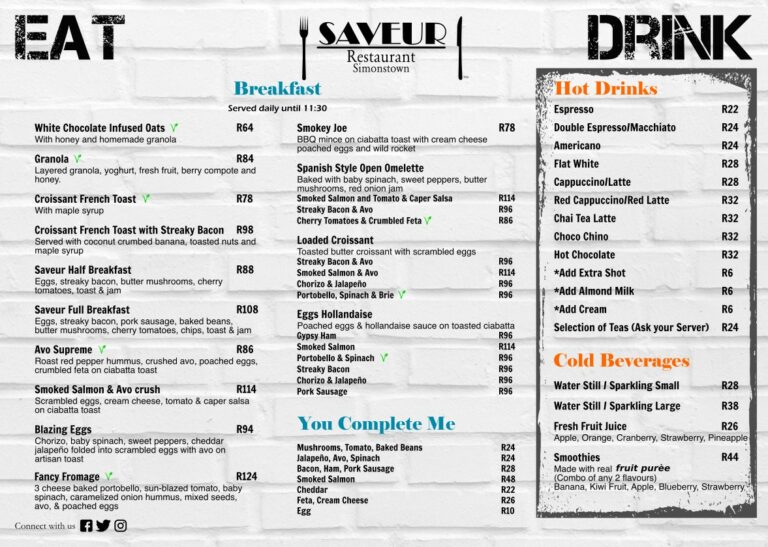 EAT
SAVEUR
Restaurant
Simonstown
DRINK
Breakfast
Served daily until 11:30
White Chocolate Infused Oats R64
With honey and homemade granola
Granola R84
Layered granola, yoghurt, fresh fruit, berry compote and
honey.
Croissant French Toast R78
With maple syrup
Croissant French Toast with Streaky Bacon R98
Served with coconut crumbed banana, toasted nuts and
maple syrup
Saveur Half Breakfast R88
Eggs, streaky bacon, butter mushrooms, cherry
tomatoes, toast & jam
Saveur Full Breakfast R108
Eggs, streaky bacon, pork sausage, baked beans,
butter mushrooms, cherry tomatoes, chips, toast & jam
Avo Supreme R86
Roast red pepper hummus, crushed avo, poached eggs,
crumbled feta on ciabatta toast
Smoked Salmon & Avo crush R114
Scrambled eggs, cream cheese, tomato & caper salsa
on ciabatta toast
Blazing Eggs R94
Chorizo, baby spinach, sweet peppers, cheddar
jalapeño folded into scrambled eggs with avo on
artisan toast
Fancy Fromage R124
3 cheese baked portobello, sun-blazed tomato, baby
spinach, caramelized onion hummus, mixed seeds,
avo, & poached eggs
Connect with us
Smokey Joe R78
BBQ mince on ciabatta toast with cream cheese
poached eggs and wild rocket
Spanish Style Open Omelette
Baked with baby spinach, sweet peppers, butter
mushrooms, red onion jam
Smoked Salmon and Tomato & Caper Salsa R114
Streaky Bacon & Avo R96
Cherry Tomatoes & Crumbled Feta R86
Loaded Croissant
Toasted butter croissant with scrambled eggs
Streaky Bacon & Avo R96
Smoked Salmon & Avo R114
Chorizo & Jalapeño R96
Portobello, Spinach & Brie R96
Eggs Hollandaise
Poached eggs & hollandaise sauce on toasted ciabatta
Gypsy Ham R96
Smoked Salmon R114
Portobello & Spinach R96
Streaky Bacon R96
Chorizo & Jalapeño R96
Pork Sausage R96
You Complete Me
Mushrooms, Tomato, Baked Beans R24
Jalapeño, Avo, Spinach R24
Bacon, Ham, Pork Sausage R28
Smoked Salmon R48
Cheddar R22
Feta, Cream Cheese R26
Egg R10
Hot Drinks
Espresso R22
Double Espresso/Macchiato R24
Americano R24
Flat White R28
Cappuccino/Latte R28
Red Cappuccino/Red Latte R32
Chai Tea Latte R32
Choco Chino R32
Hot Chocolate R32
*Add Extra Shot R6
*Add Almond Milk R6
*Add Cream R6
Selection of Teas (Ask your Server) R24
Cold Beverages
Water Still / Sparkling Small R28
Water Still / Sparkling Large R38
Fresh Fruit Juice R26
Apple, Orange, Cranberry, Strawberry, Pineapple
Smoothies R44
Made with real fruit purèe
(Combo of any 2 flavours)
Banana, Kiwi Fruit, Apple, Blueberry, Strawberry